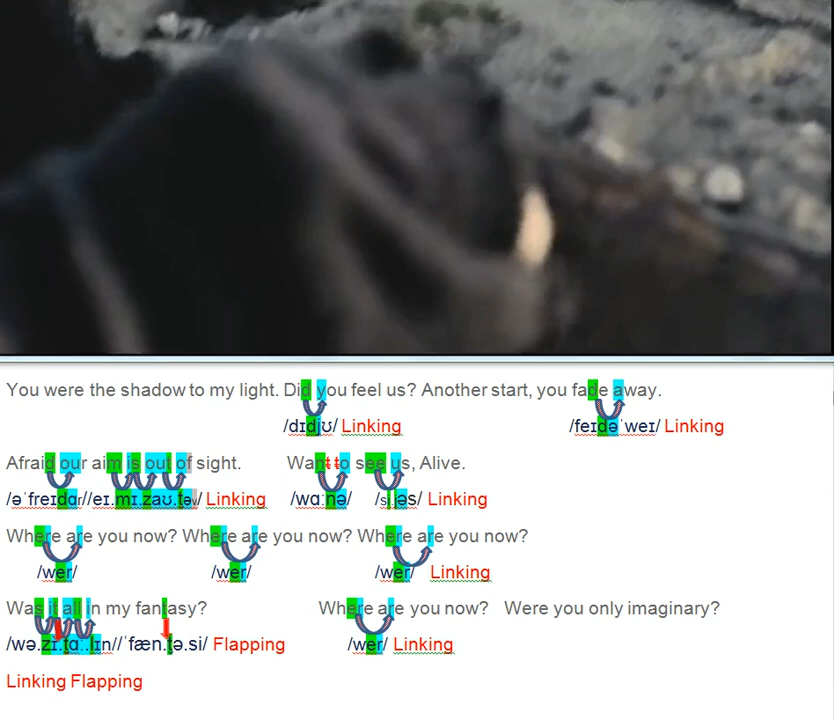 You were the shadow to my light. Did you feel us? Another start, you fade away.
/dɪdjʊ/ Linking /feɪdəˈweɪ/ Linking
Afraid our aim is out of sight. Want to see us, Alive.
/əˈfreɪdɑr//eɪ.mɪ.zaʊ.t̬əv/ Linking /wɑːnə/ /sijəs/ Linking
Where are you now? Where are you now? Where are you now?
/wer/ /wer/ /wer/ Linking
Was it all in my fantasy? Where are you now? Were you only imaginary?
/wə.zɪ.t̬ɑː.lɪn//ˈfæn.t̬ə.si/ Flapping /wer/ Linking
Linking Flapping